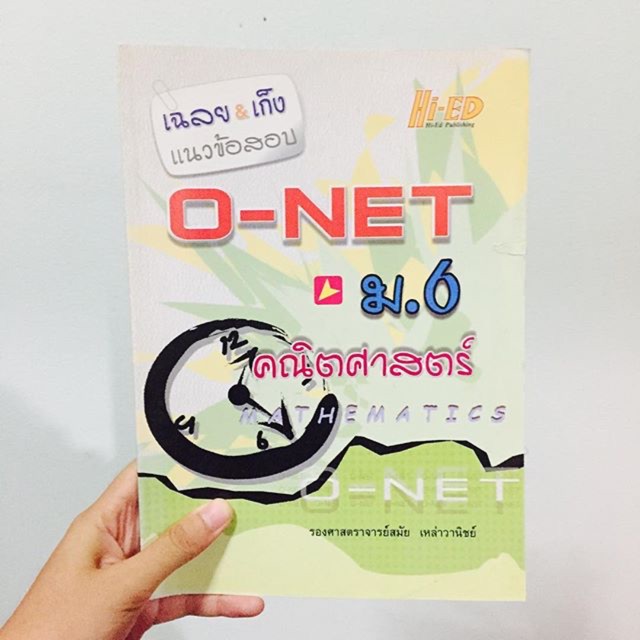 เฉลย & เก็ง
แนวข้อสอบ
Hi-ED
Hi-Ed Publishing
O-NET
ม.6
12
คณิตศาสตร์
MATHEMATICS
9
6
O-NET
รองศาสตราจารย์สมัย เหล่าวานิชย์